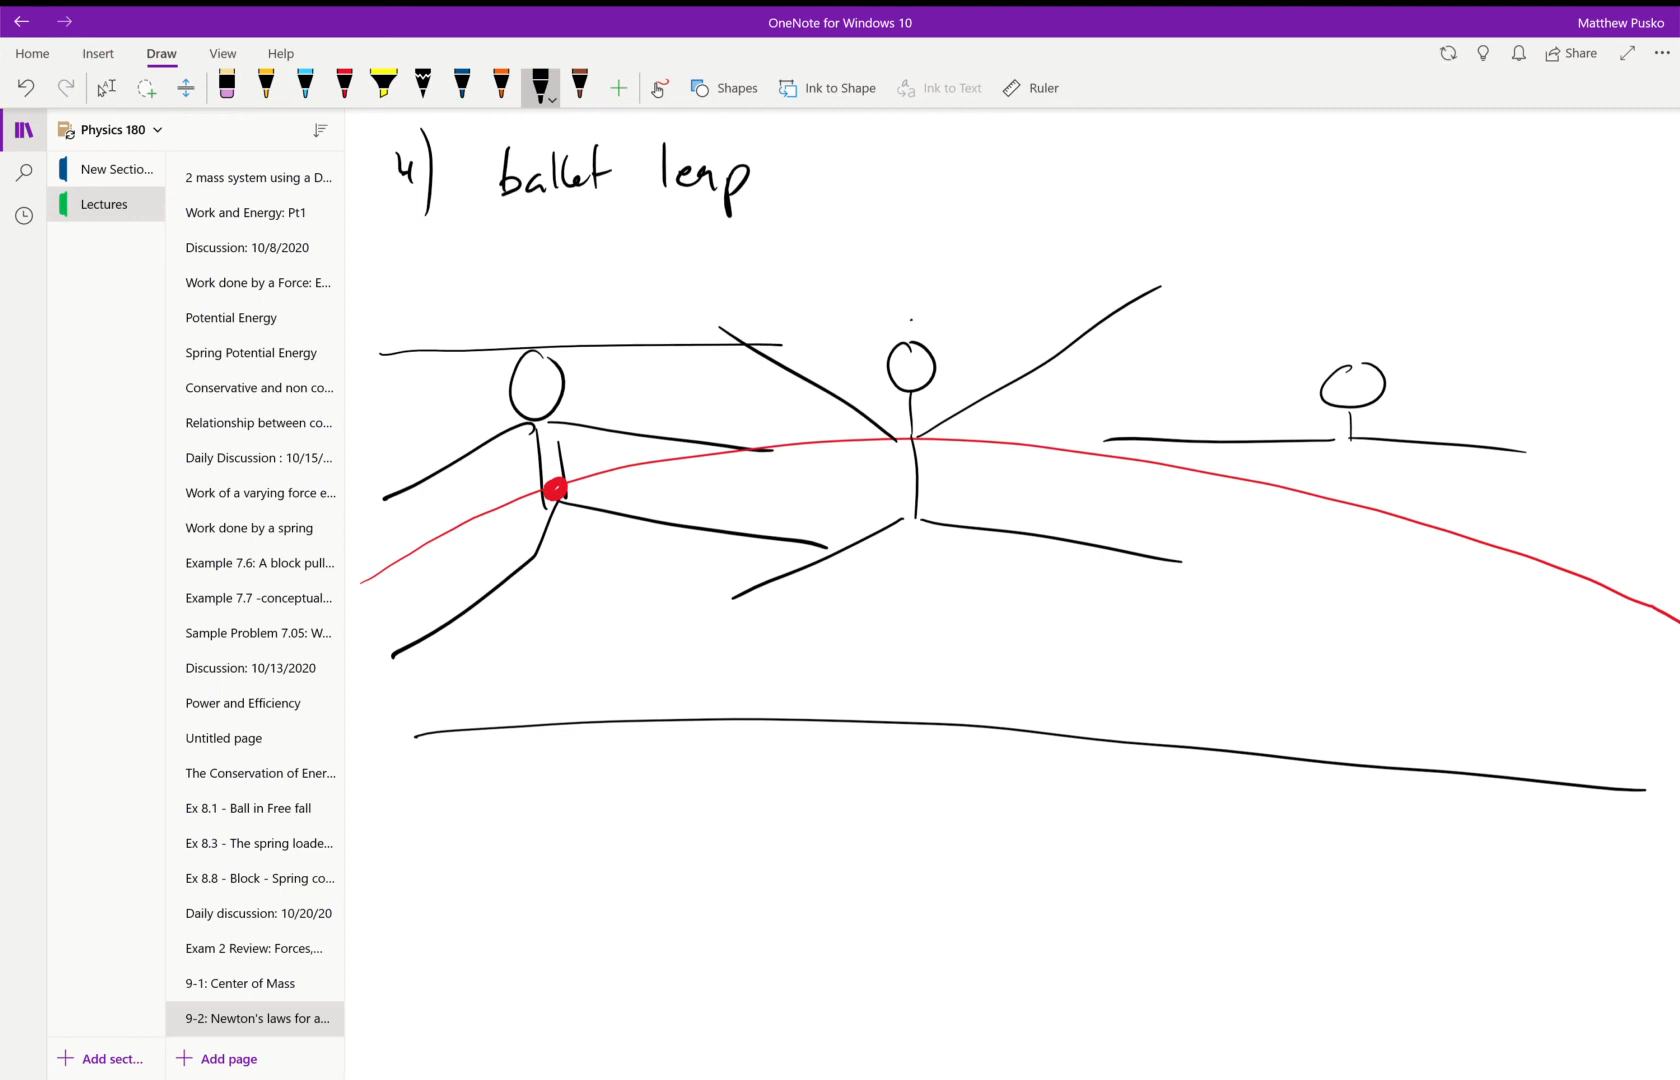 OneNote for Windows 10
Matthew Pusko
Home Insert Draw View Help
Share
Shapes Ink to Shape Ink to Text Ruler
Physics 180
New Sectio...
Lectures
2 mass system using a D...
Work and Energy: Pt1
Discussion: 10/8/2020
Work done by a Force: E...
Potential Energy
Spring Potential Energy
Conservative and non co...
Relationship between co...
Daily Discussion : 10/15/...
Work of a varying force e...
Work done by a spring
Example 7.6: A block pull...
Example 7.7 -conceptual...
Sample Problem 7.05: W...
Discussion: 10/13/2020
Power and Efficiency
Untitled page
The Conservation of Ener...
Ex 8.1 - Ball in Free fall
Ex 8.3 - The spring loade...
Ex 8.8 - Block - Spring co...
Daily discussion: 10/20/20
Exam 2 Review: Forces,...
9-1: Center of Mass
9-2: Newton's laws for a...
Add sect...
Add page
4) ballet leap